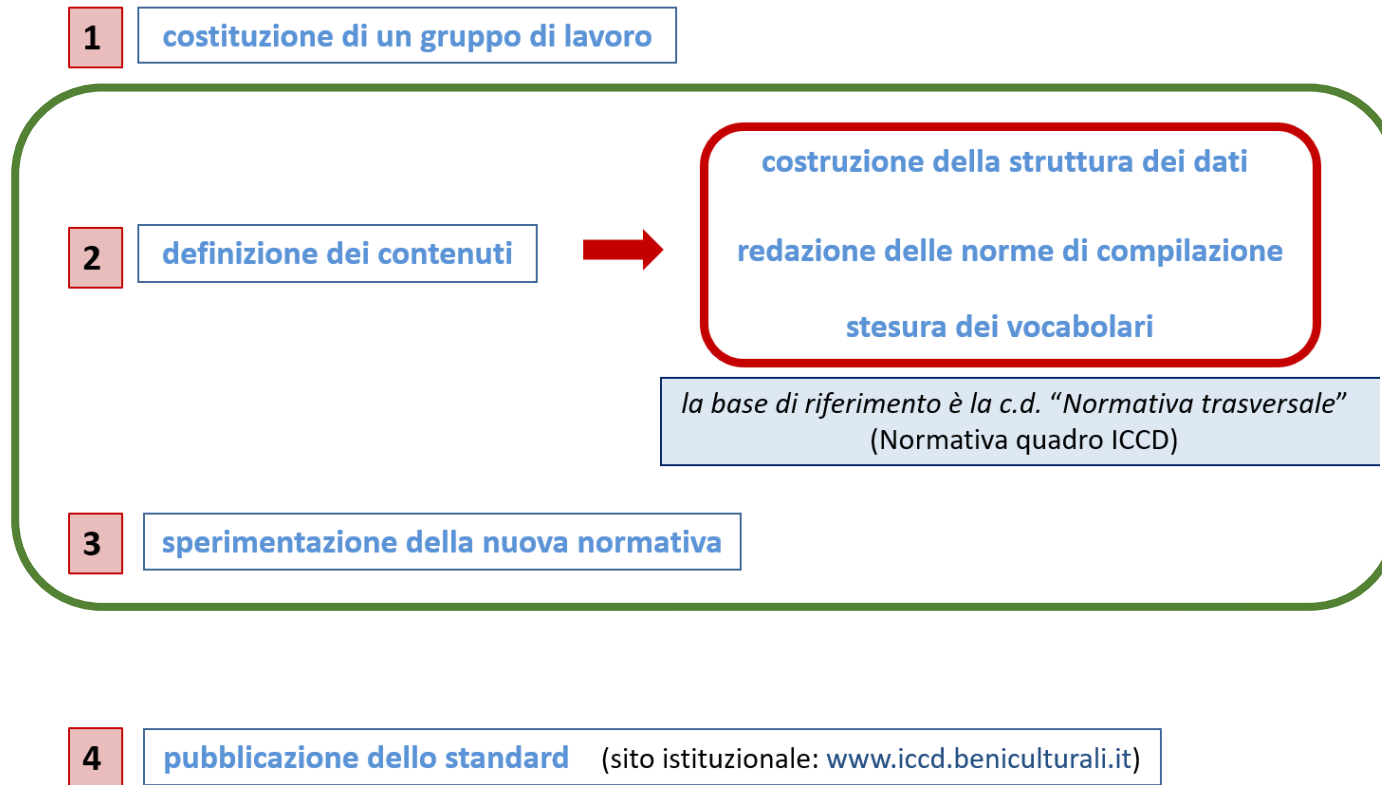 1 costituzione di un gruppo di lavoro
costruzione della struttura dei dati
2 definizione dei contenuti
redazione delle norme di compilazione
stesura dei vocabolari
la base di riferimento è la c.d. “Normativa trasversale”
(Normativa quadro ICCD)
3 sperimentazione della nuova normativa
4 pubblicazione dello standard (sito istituzionale: www.iccd.beniculturali.it)